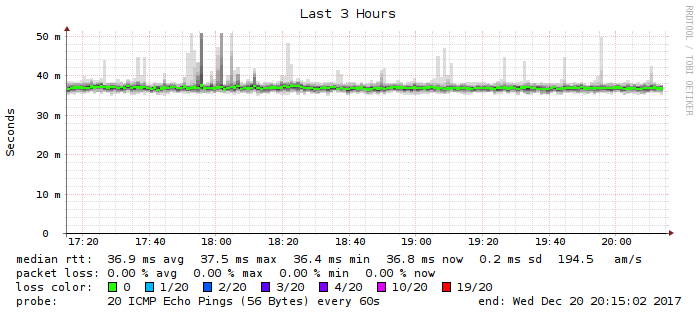 Last 3 Hours
RRDTOOL / TOBI OETIKER
Seconds
50 m
40 m
30 m
20 m
10 m
0
17:20 17:40 18:00 18:20 18:40 19:00 19:20 19:40 20:00
median rtt: 36.9 ms avg 37.5 ms max 36.4 ms min 36.8 ms now 0.2 ms sd 194.5 am/s
packet loss: 0.00 % avg 0.00 % max 0.00 % min 0.00 % now
loss color: 0 1/20 2/20 3/20 4/20 10/20 19/20
probe: 20 ICMP Echo Pings (56 Bytes) every 60s end: Wed Dec 20 20:15:02 2017